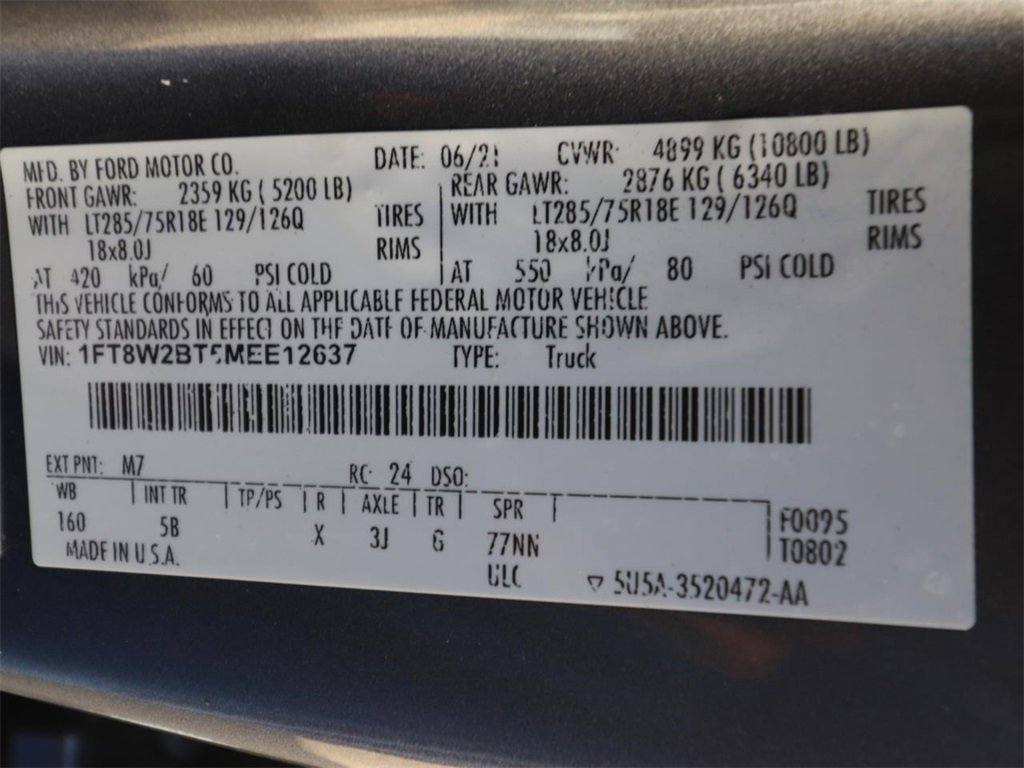 MFD. BY FORD MOTOR CO. DATE: 06/21 GVWR: 4899 KG (10800 LB)
FRONT GAWR: 2359 KG ( 5200 LB) REAR GAWR: 2876 KG ( 6340 LB)
WITH LT285/75R18E 129/126Q TIRES WITH LT285/75R18E 129/126Q TIRES
18x8.0J RIMS 18x8.0J RIMS
AT 420 kPa/ 60 PSI COLD AT 550 kPa/ 80 PSI COLD
THIS VEHICLE CONFORMS TO ALL APPLICABLE FEDERAL MOTOR VEHICLE
SAFETY STANDARDS IN EFFECT ON THE DATE OF MANUFACTURE SHOWN ABOVE.
VIN: 1FT8W2BT5MEE12637 TYPE: Truck
EXT PNT: M7 RC: 24 DSO:
WB INT TR TP/PS R AXLE TR SPR
160 5B X 3J G 77NN F0095
MADE IN U.S.A. T0802
ULC 5U5A-3520472-AA